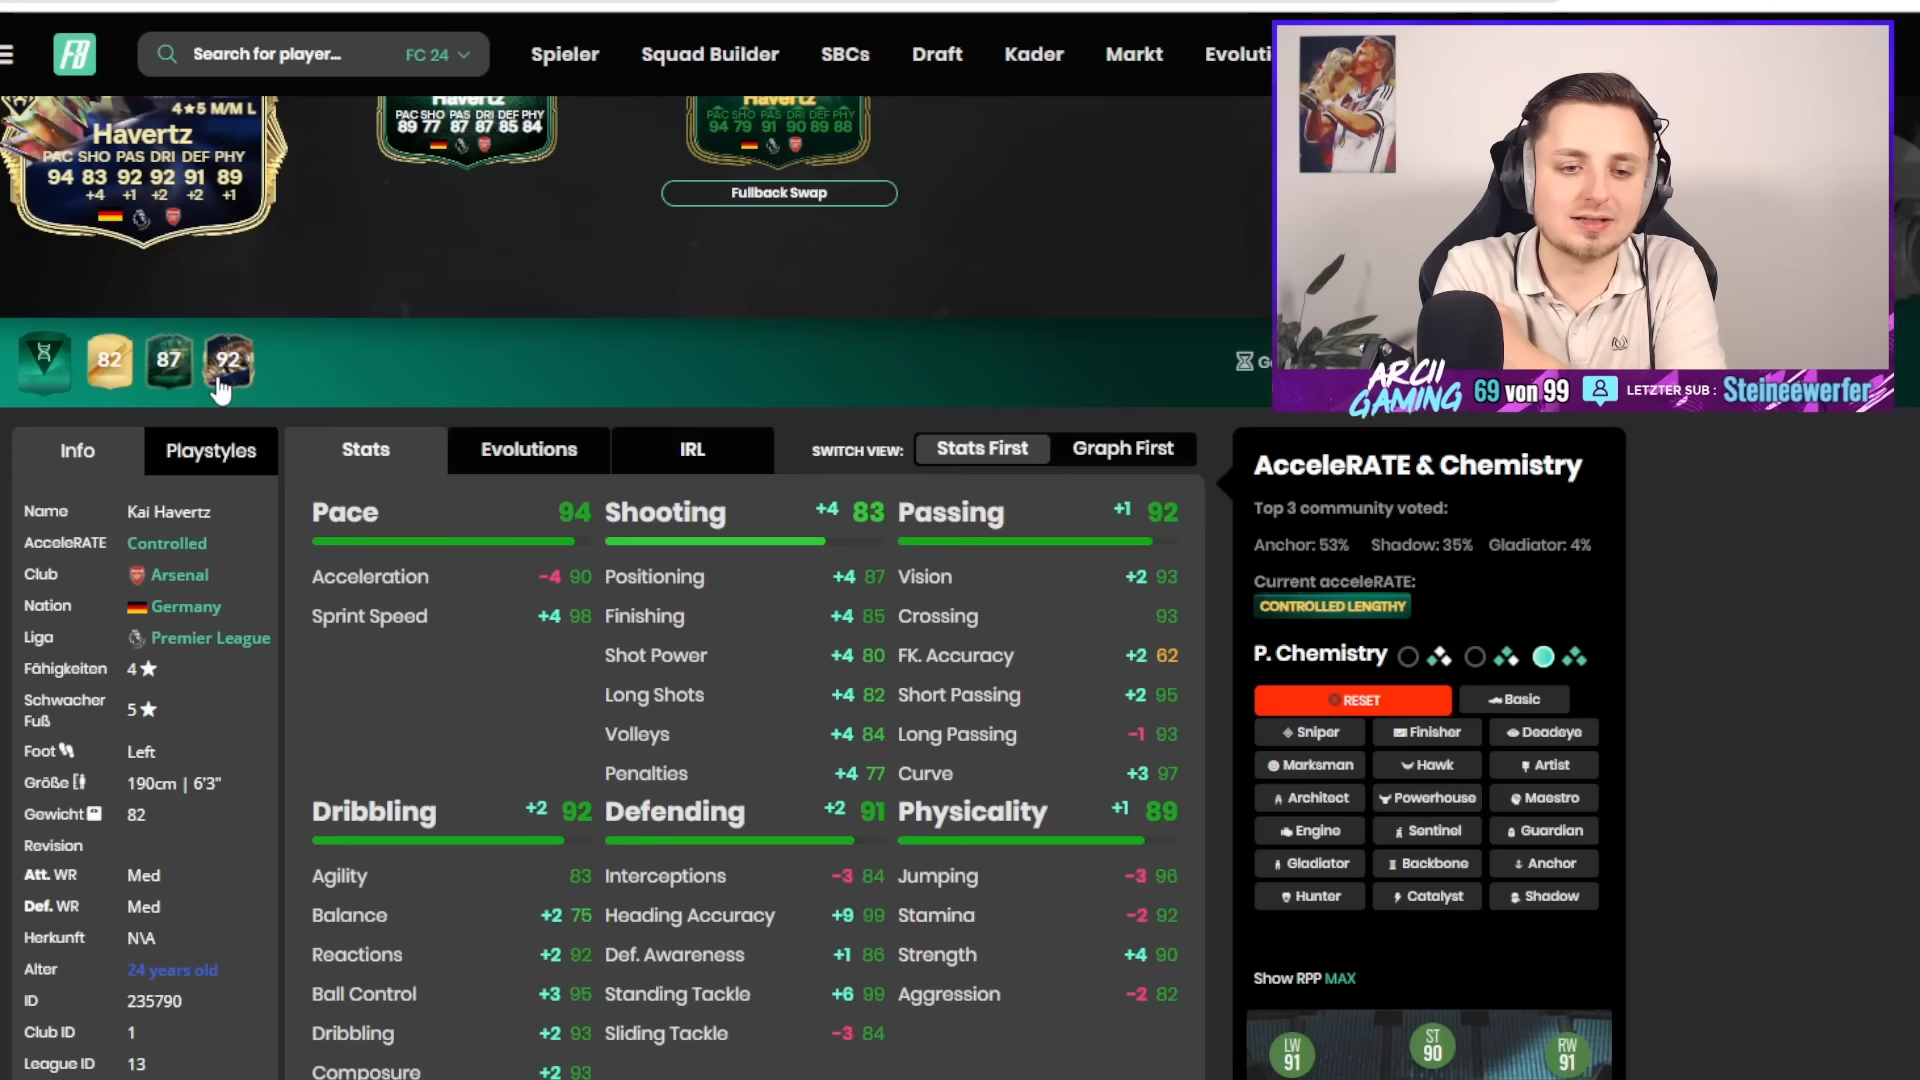 FB
Search for player...
FC 24
Spieler
Squad Builder
SBCs
Draft
Kader
Markt
4★5 M/M L
Havertz
PAC SHO PAS DRI DEF PHY
94 83 92 92 91 89
+4 +1 +2 +2 +1
Havertz
PAC SHO PAS DRI DEF PHY
89 77 87 87 85 84
Havertz
PAC SHO PAS DRI DEF PHY
94 79 91 90 89 88
Fullback Swap
82
87
92
ARCII GAMING
69 von 99
LETZTER SUB :
Steineewerfer
Info
Playstyles
Stats
Evolutions
IRL
SWITCH VIEW:
Stats First
Graph First
Name Kai Havertz
AcceleRATE Controlled
Club Arsenal
Nation Germany
Liga Premier League
Fähigkeiten 4 ★
Schwacher Fuß 5 ★
Foot Left
Größe 190cm | 6'3"
Gewicht 82
Revision
Att. WR Med
Def. WR Med
Herkunft N\A
Alter 24 years old
ID 235790
Club ID 1
League ID 13
Pace 94
Acceleration -4 90
Sprint Speed +4 98
Shooting +4 83
Positioning +4 87
Finishing +4 85
Shot Power +4 80
Long Shots +4 82
Volleys +4 84
Penalties +4 77
Passing +1 92
Vision +2 93
Crossing 93
FK. Accuracy +2 62
Short Passing +2 95
Long Passing -1 93
Curve +3 97
Dribbling +2 92
Agility 83
Balance +2 75
Reactions +2 92
Ball Control +3 95
Dribbling +2 93
Composure +2 93
Defending +2 91
Interceptions -3 84
Heading Accuracy +9 99
Def. Awareness +1 86
Standing Tackle +6 99
Sliding Tackle -3 84
Physicality +1 89
Jumping -3 96
Stamina -2 92
Strength +4 90
Aggression -2 82
AcceleRATE & Chemistry
Top 3 community voted:
Anchor: 53% Shadow: 35% Gladiator: 4%
Current acceleRATE:
CONTROLLED LENGTHY
P. Chemistry
RESET
Basic
Sniper
Finisher
Deadeye
Marksman
Hawk
Artist
Architect
Powerhouse
Maestro
Engine
Sentinel
Guardian
Gladiator
Backbone
Anchor
Hunter
Catalyst
Shadow
Show RPP MAX
LW 91
ST 90
RW 91